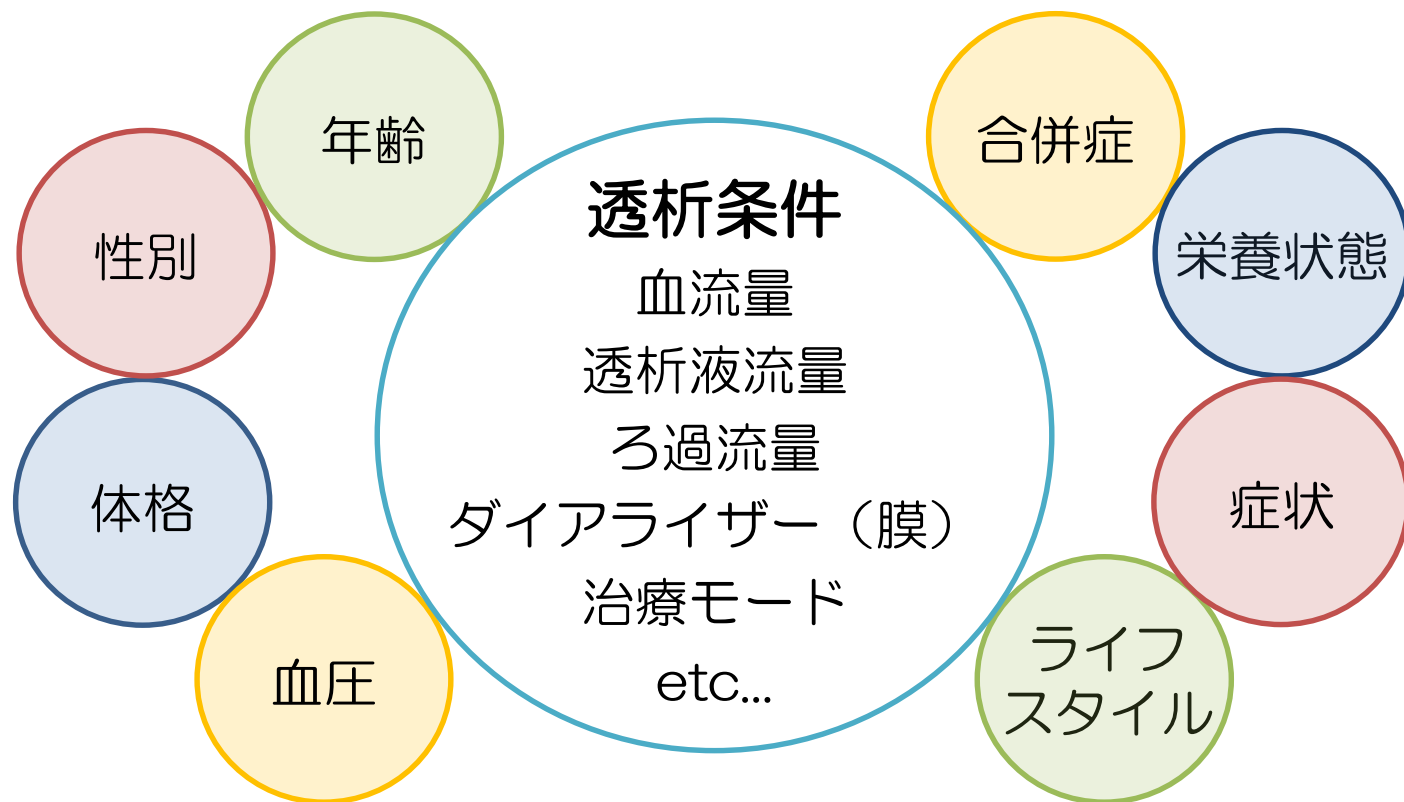 年齢
性別
体格
血圧
透析条件
血流量
透析液流量
ろ過流量
ダイアライザー（膜）
治療モード
etc...
合併症
栄養状態
症状
ライフ
スタイル